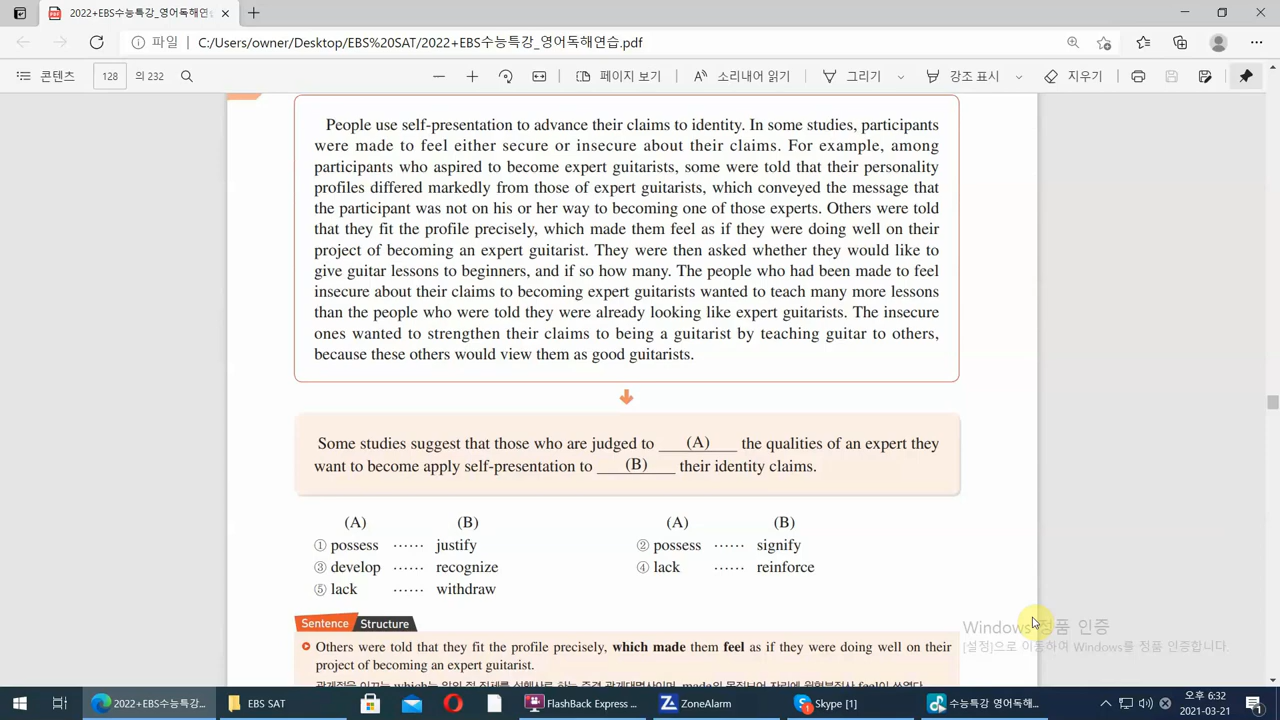 2022+EBS수능특강_영어독해연습
파일 C:/Users/owner/Desktop/EBS%20SAT/2022+EBS수능특강_영어독해연습.pdf
콘텐츠 128 의 232 페이지 보기 소리내어 읽기 그리기 강조 표시 지우기
People use self-presentation to advance their claims to identity. In some studies, participants
were made to feel either secure or insecure about their claims. For example, among
participants who aspired to become expert guitarists, some were told that their personality
profiles differed markedly from those of expert guitarists, which conveyed the message that
the participant was not on his or her way to becoming one of those experts. Others were told
that they fit the profile precisely, which made them feel as if they were doing well on their
project of becoming an expert guitarist. They were then asked whether they would like to
give guitar lessons to beginners, and if so how many. The people who had been made to feel
insecure about their claims to becoming expert guitarists wanted to teach many more lessons
than the people who were told they were already looking like expert guitarists. The insecure
ones wanted to strengthen their claims to being a guitarist by teaching guitar to others,
because these others would view them as good guitarists.
Some studies suggest that those who are judged to (A) the qualities of an expert they
want to become apply self-presentation to (B) their identity claims.
(A) (B) (A) (B)
① possess ······ justify ② possess ······ signify
③ develop ······ recognize ④ lack ······ reinforce
⑤ lack ······ withdraw
Sentence Structure
Others were told that they fit the profile precisely, which made them feel as if they were doing well on their
project of becoming an expert guitarist.
Windows 정품 인증
[설정]으로 이동하여 Windows를 정품 인증합니다.
2022+EBS수능특강... EBS SAT FlashBack Express ... ZoneAlarm Skype [1] 수능특강 영어독해... 오후 6:32
2021-03-21